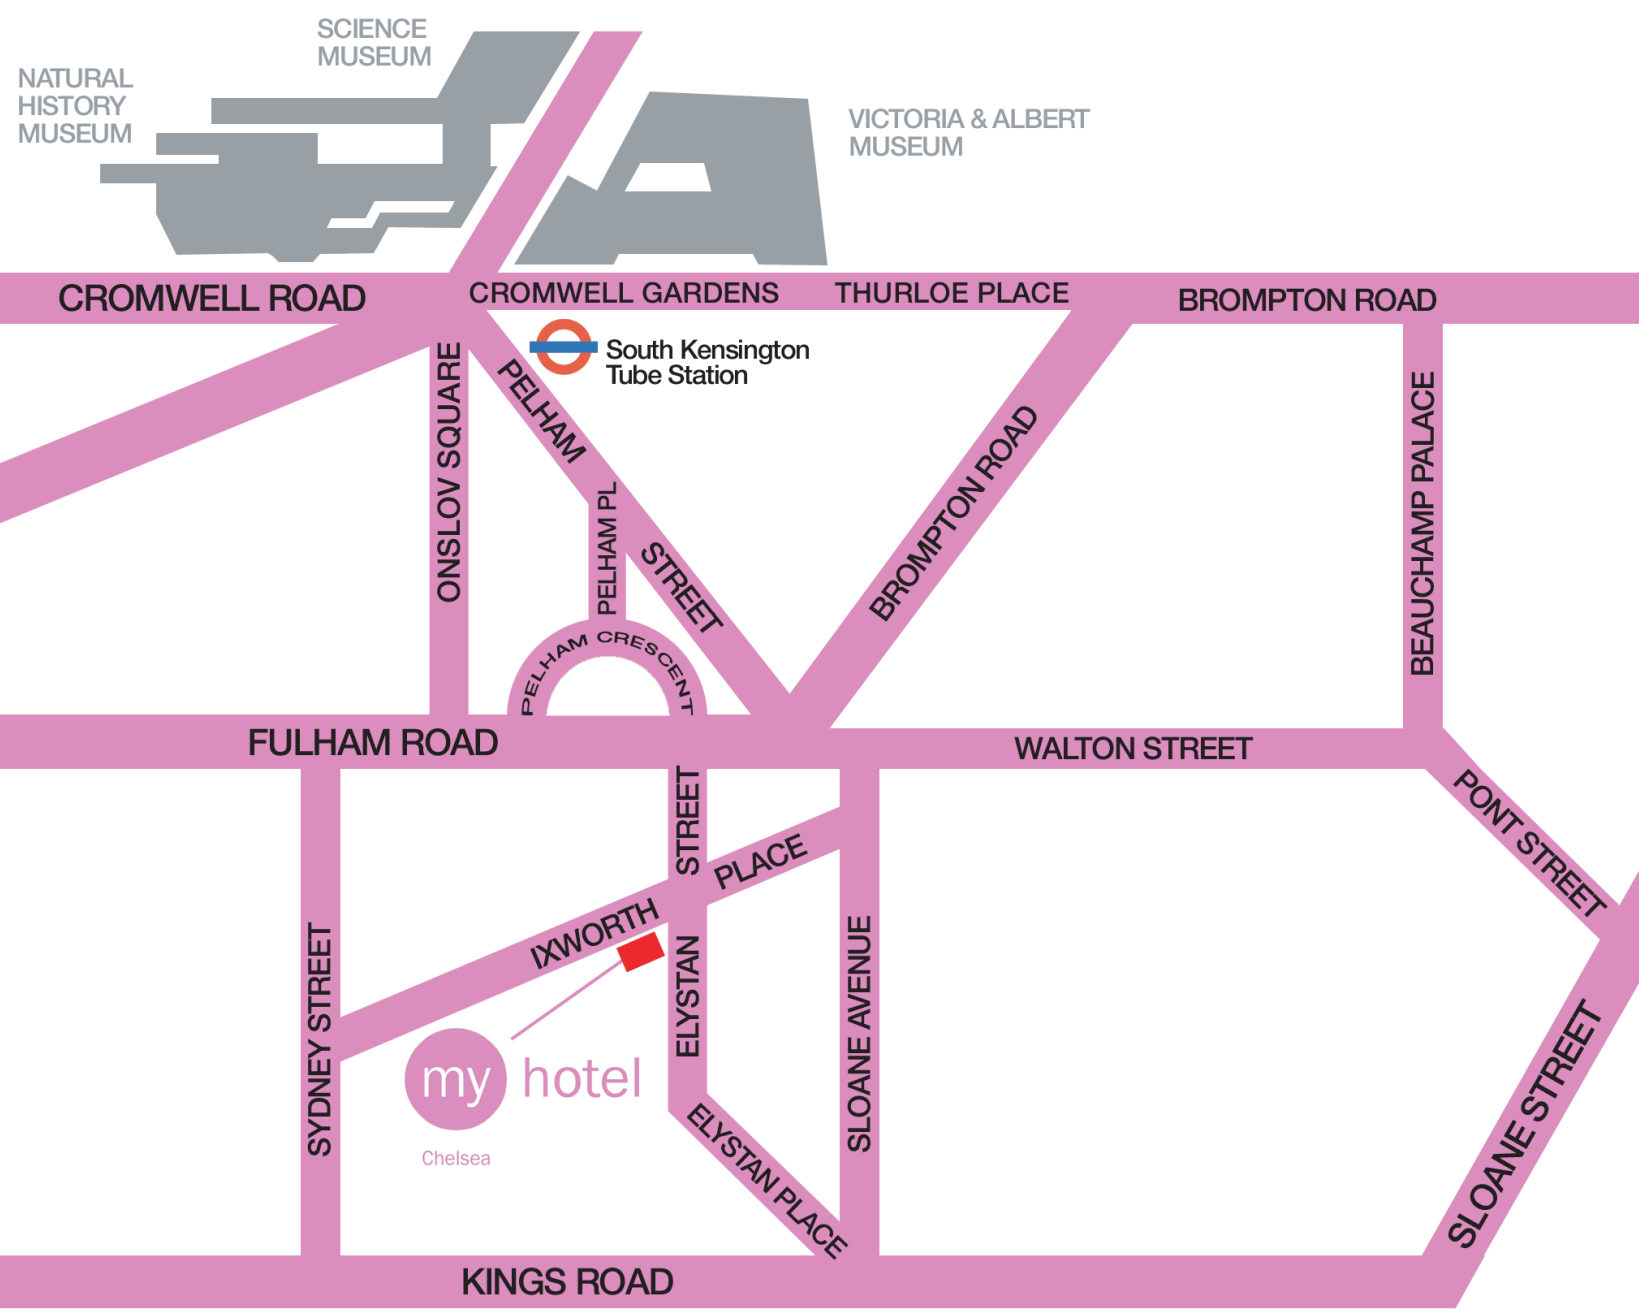 SCIENCE
MUSEUM
NATURAL
HISTORY
MUSEUM
VICTORIA & ALBERT
MUSEUM
CROMWELL ROAD
CROMWELL GARDENS
THURLOE PLACE
BROMPTON ROAD
South Kensington
Tube Station
ONSLOV SQUARE
PELHAM
STREET
PELHAM PL
PELHAM CRESCENT
BROMPTON ROAD
BEAUCHAMP PALACE
FULHAM ROAD
WALTON STREET
PONT STREET
SYDNEY STREET
IXWORTH
PLACE
STREET
ELYSTAN
SLOANE AVENUE
SLOANE STREET
my hotel
Chelsea
ELYSTAN PLACE
KINGS ROAD